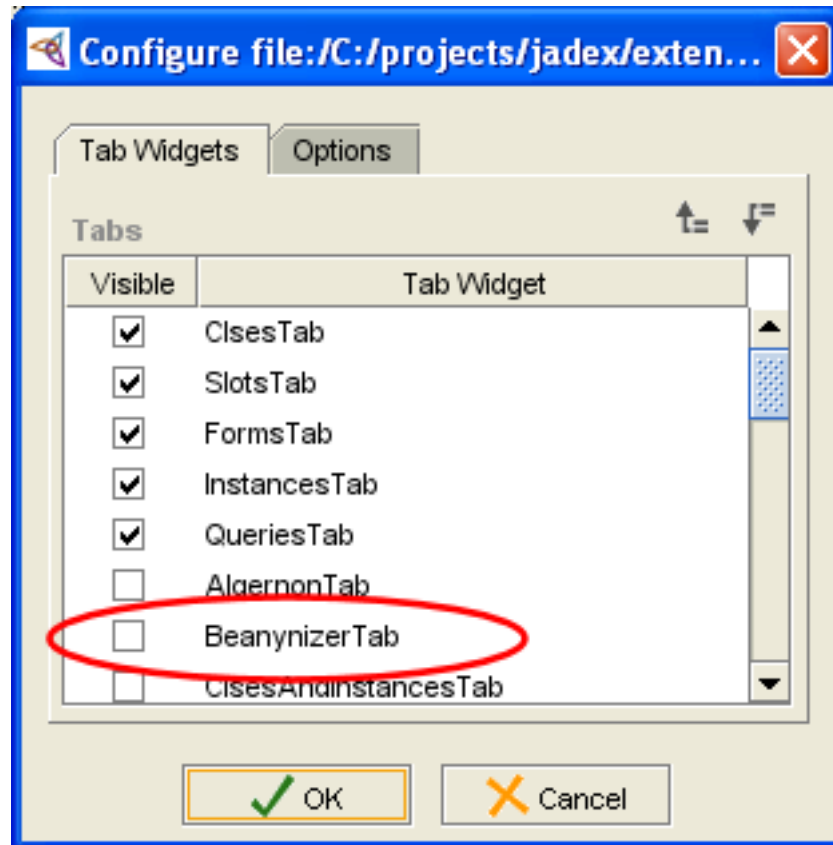 Configure file:/C:/projects/jadex/exten...
Tab Widgets Options
Tabs
Visible Tab Widget
ClsesTab
SlotsTab
FormsTab
InstancesTab
QueriesTab
AlgernonTab
BeanynizerTab
ClsesAndInstancesTab
OK Cancel